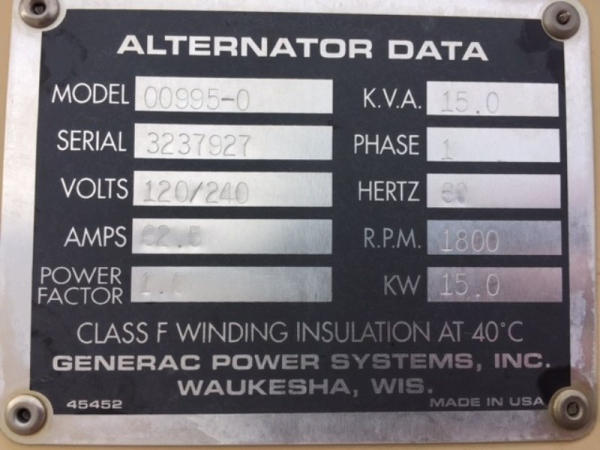 ALTERNATOR DATA
MODEL 00995-0 K.V.A. 15.0
SERIAL 3237927 PHASE 1
VOLTS 120/240 HERTZ 60
AMPS 62.5 R.P.M. 1800
POWER FACTOR KW 15.0
CLASS F WINDING INSULATION AT 40°C
GENERAC POWER SYSTEMS, INC.
WAUKESHA, WIS.
45452 MADE IN USA